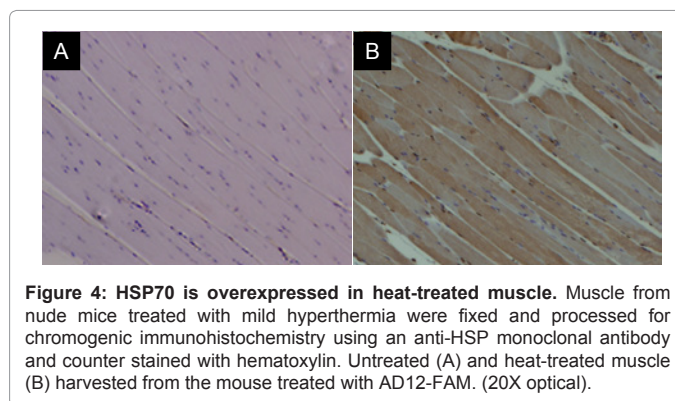 A
B
Figure 4: HSP70 is overexpressed in heat-treated muscle. Muscle from
nude mice treated with mild hyperthermia were fixed and processed for
chromogenic immunohistochemistry using an anti-HSP monoclonal antibody
and counter stained with hematoxylin. Untreated (A) and heat-treated muscle
(B) harvested from the mouse treated with AD12-FAM. (20X optical).